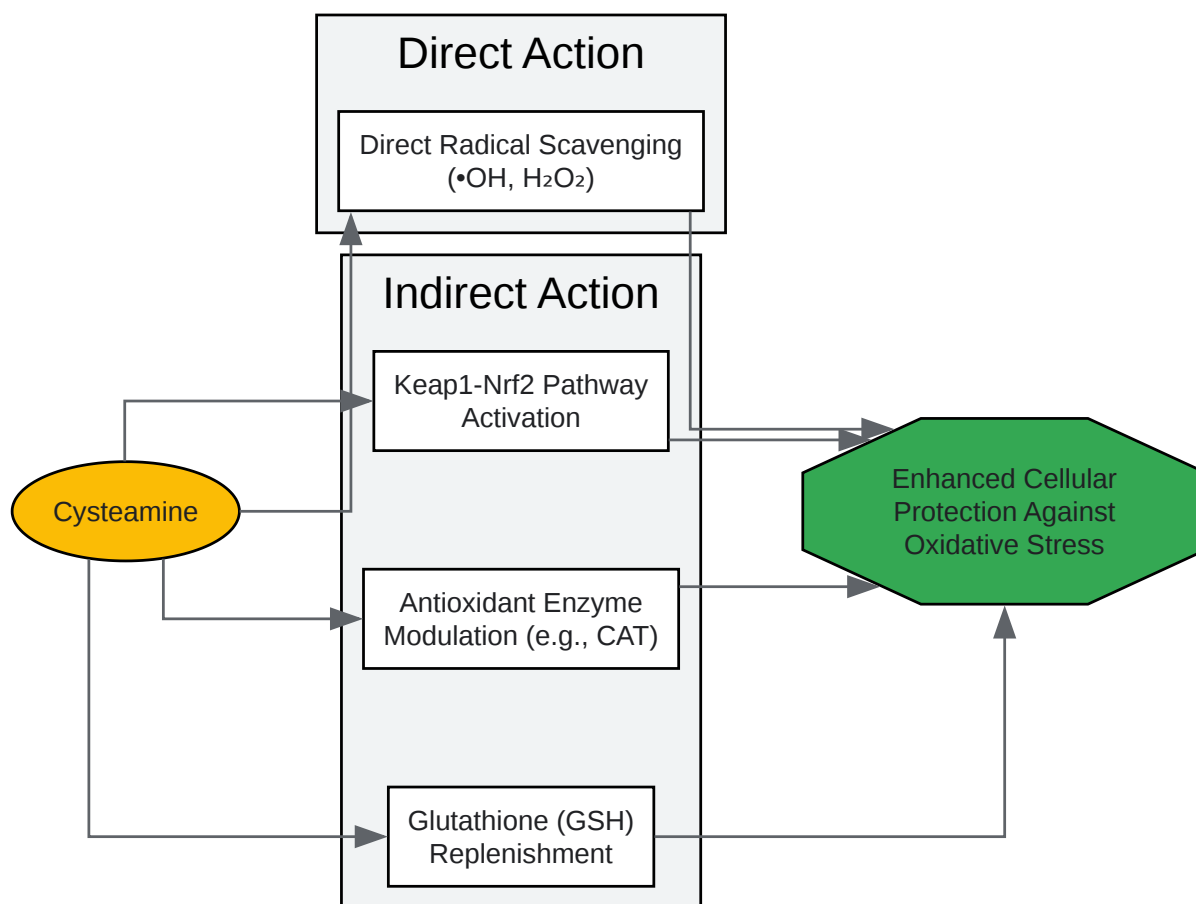 Direct Action
Direct Radical Scavenging
(•OH, H₂O₂)
Indirect Action
Keap1-Nrf2 Pathway
Activation
Cysteamine
Enhanced Cellular
Protection Against
Oxidative Stress
Antioxidant Enzyme
Modulation (e.g., CAT)
Glutathione (GSH)
Replenishment